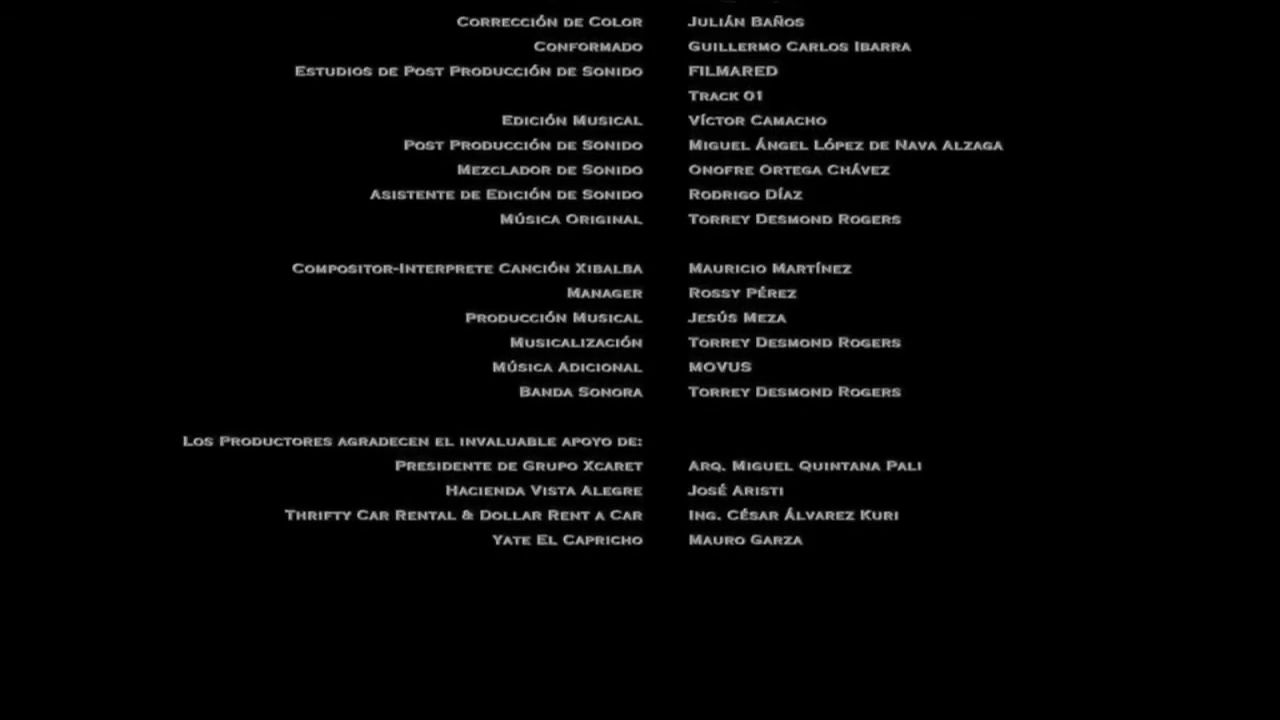 Corrección de Color Julián Baños
Conformado Guillermo Carlos Ibarra
Estudios de Post Producción de Sonido FILMARED
Track 01
Edición Musical Víctor Camacho
Post Producción de Sonido Miguel Ángel López de Nava Alzaga
Mezclador de Sonido Onofre Ortega Chávez
Asistente de Edición de Sonido Rodrigo Díaz
Música Original Torrey Desmond Rogers
Compositor-Interprete Canción Xibalba Mauricio Martínez
Manager Rossy Pérez
Producción Musical Jesús Meza
Musicalización Torrey Desmond Rogers
Música Adicional MOVUS
Banda Sonora Torrey Desmond Rogers
Los Productores agradecen el invaluable apoyo de:
Presidente de Grupo Xcaret Arq. Miguel Quintana Pali
Hacienda Vista Alegre José Aristi
Thrifty Car Rental & Dollar Rent a Car Ing. César Álvarez Kuri
Yate El Capricho Mauro Garza